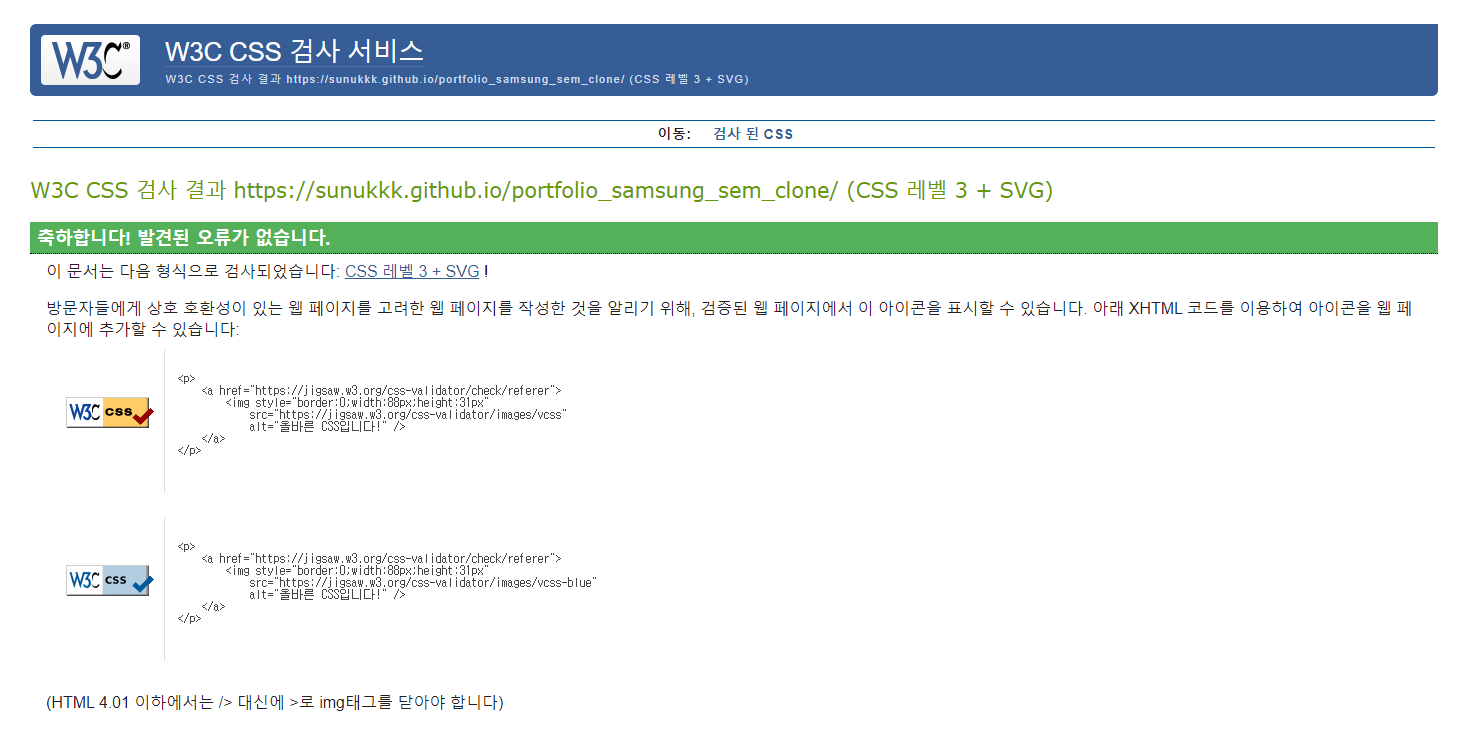 W3C®
W3C CSS 검사 서비스
W3C CSS 검사 결과 https://sunukkk.github.io/portfolio_samsung_sem_clone/ (CSS 레벨 3 + SVG)
이동: 검사 된 CSS
W3C CSS 검사 결과 https://sunukkk.github.io/portfolio_samsung_sem_clone/ (CSS 레벨 3 + SVG)
축하합니다! 발견된 오류가 없습니다.
이 문서는 다음 형식으로 검사되었습니다: CSS 레벨 3 + SVG !
방문자들에게 상호 호환성이 있는 웹 페이지를 고려한 웹 페이지를 작성한 것을 알리기 위해, 검증된 웹 페이지에서 이 아이콘을 표시할 수 있습니다. 아래 XHTML 코드를 이용하여 아이콘을 웹 페
이지에 추가할 수 있습니다:
W3C css
<p>
<a href="https://jigsaw.w3.org/css-validator/check/referer">
<img style="border:0;width:88px;height:31px"
src="https://jigsaw.w3.org/css-validator/images/vcss"
alt="올바른 CSS입니다!" />
</a>
</p>
W3C css
<p>
<a href="https://jigsaw.w3.org/css-validator/check/referer">
<img style="border:0;width:88px;height:31px"
src="https://jigsaw.w3.org/css-validator/images/vcss-blue"
alt="올바른 CSS입니다!" />
</a>
</p>
(HTML 4.01 이하에서는 /> 대신에 >로 img태그를 닫아야 합니다)